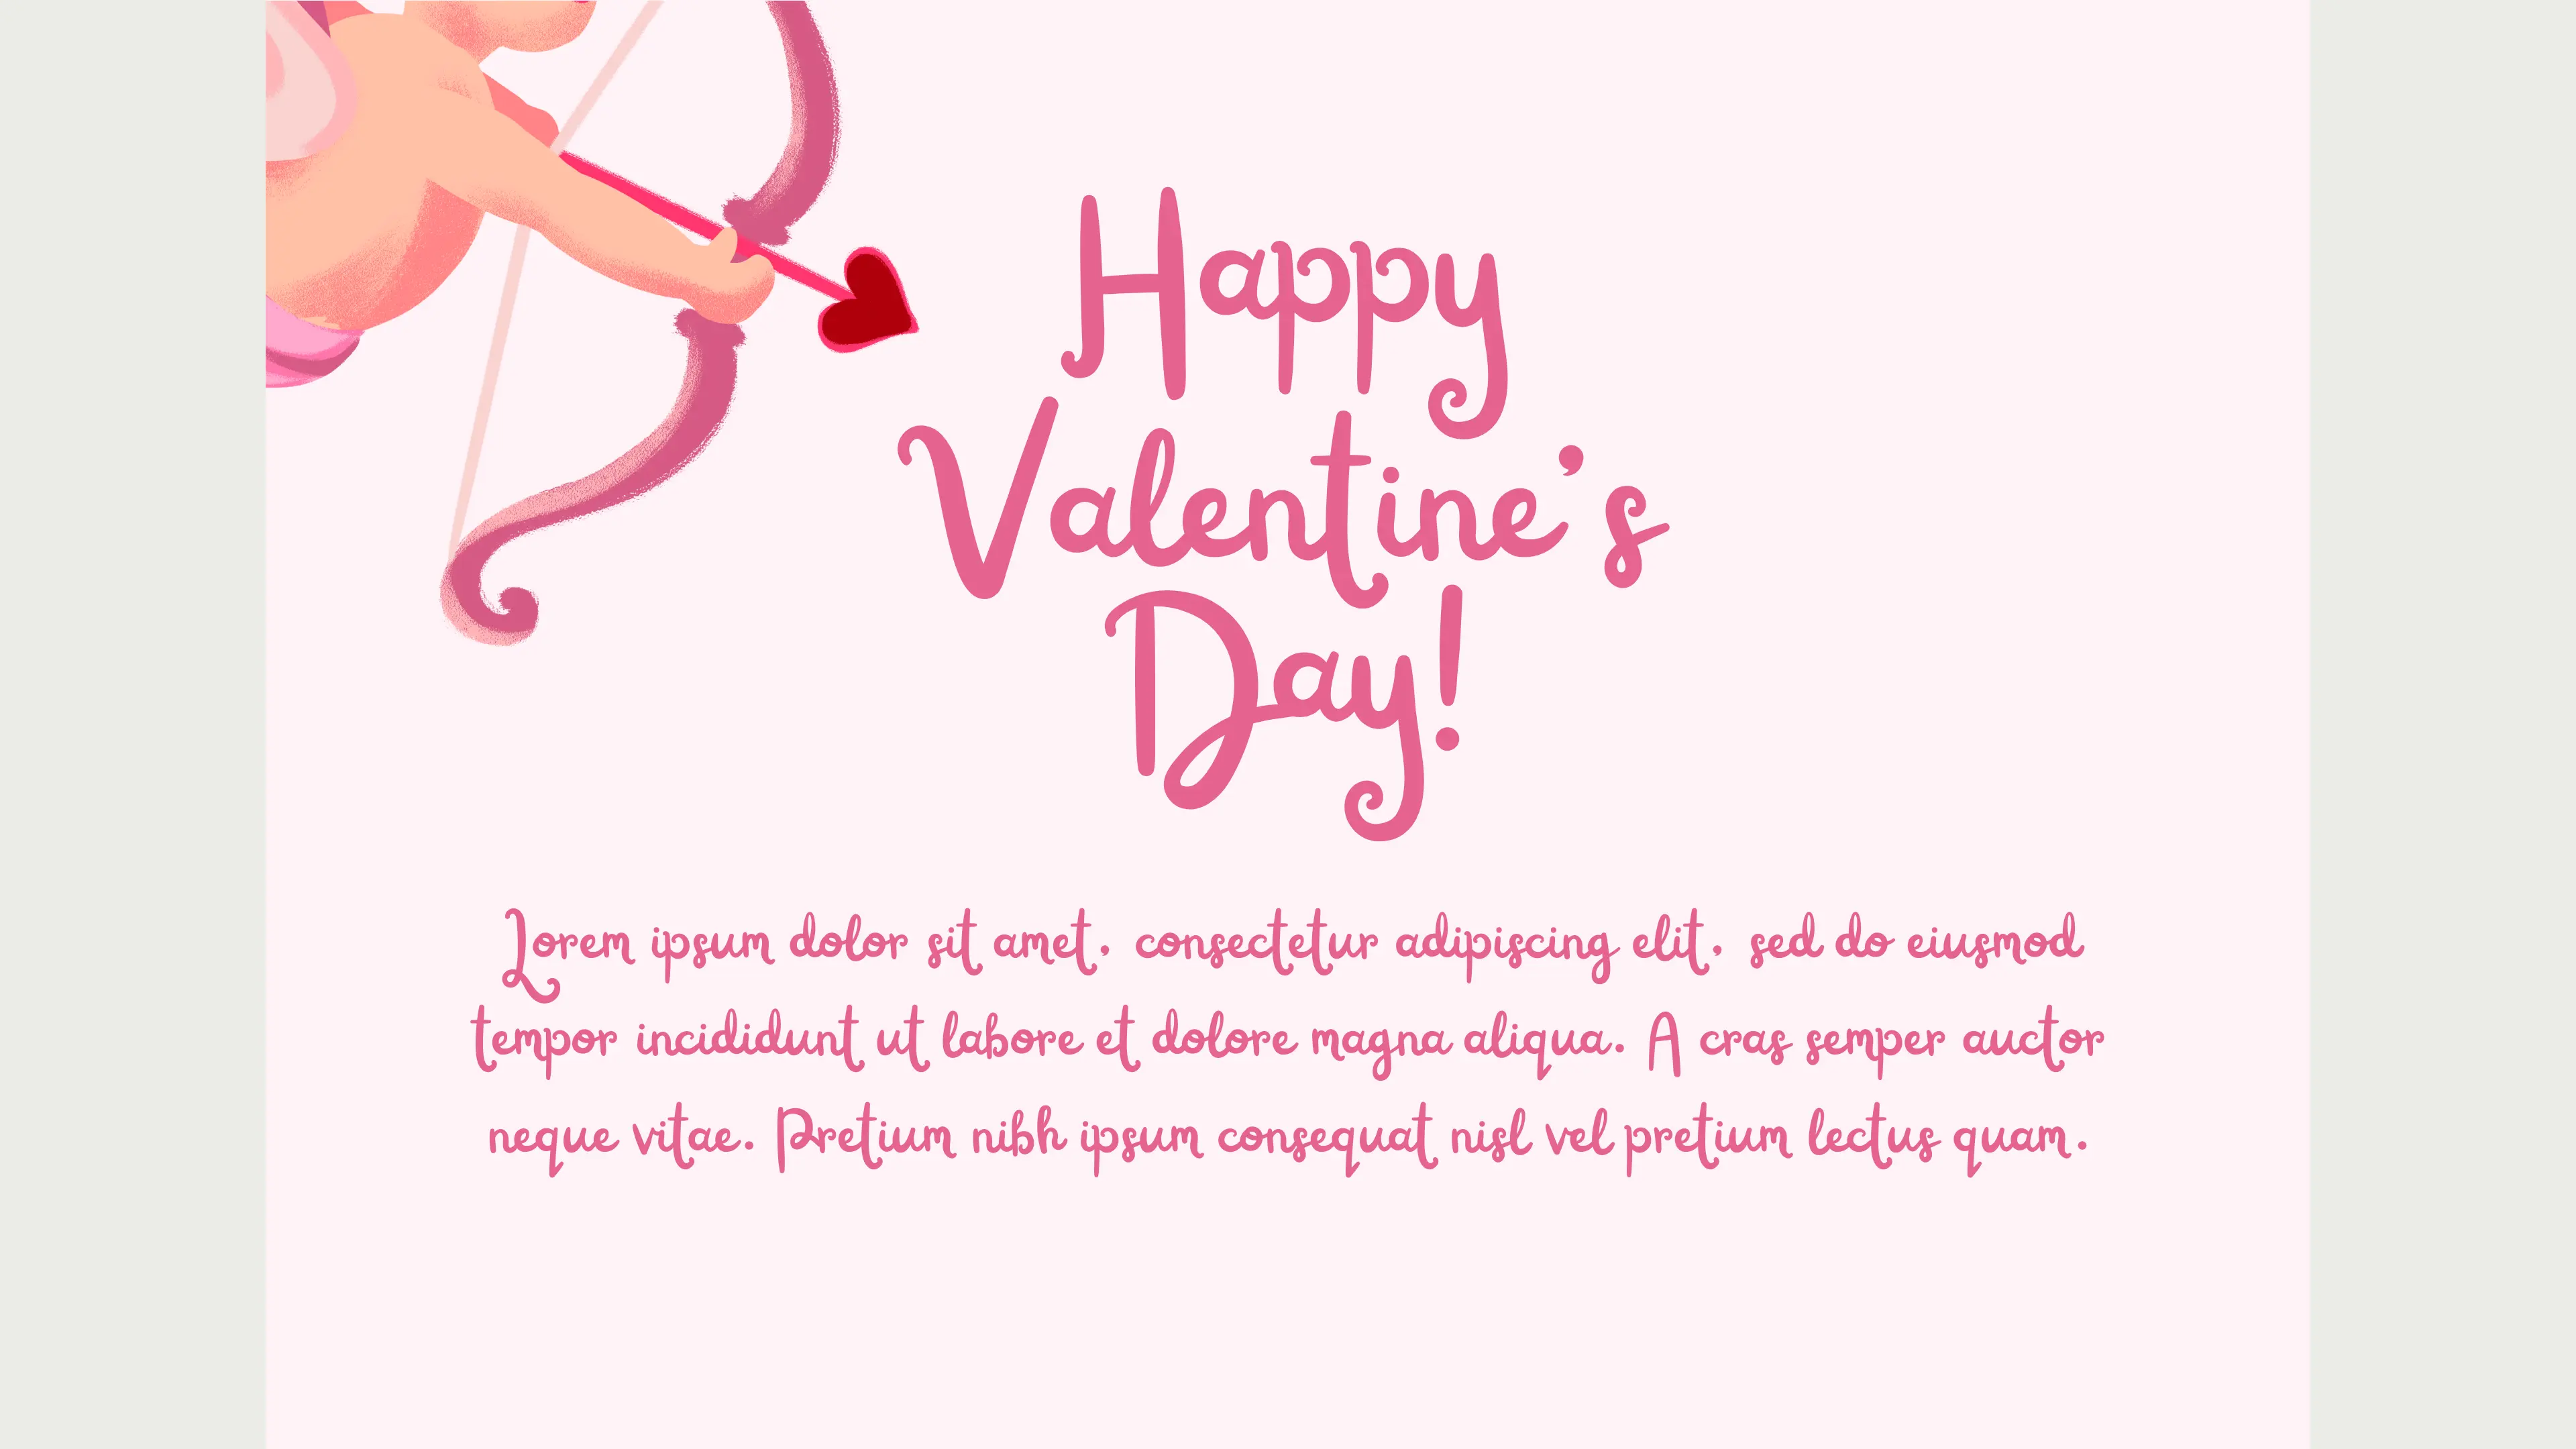 Happy
Valentine's
Day!
Lorem ipsum dolor sit amet, consectetur adipiscing elit, sed do eiusmod
tempor incididunt ut labore et dolore magna aliqua. A cras semper auctor
neque vitae. Pretium nibh ipsum consequat nisl vel pretium lectus quam.